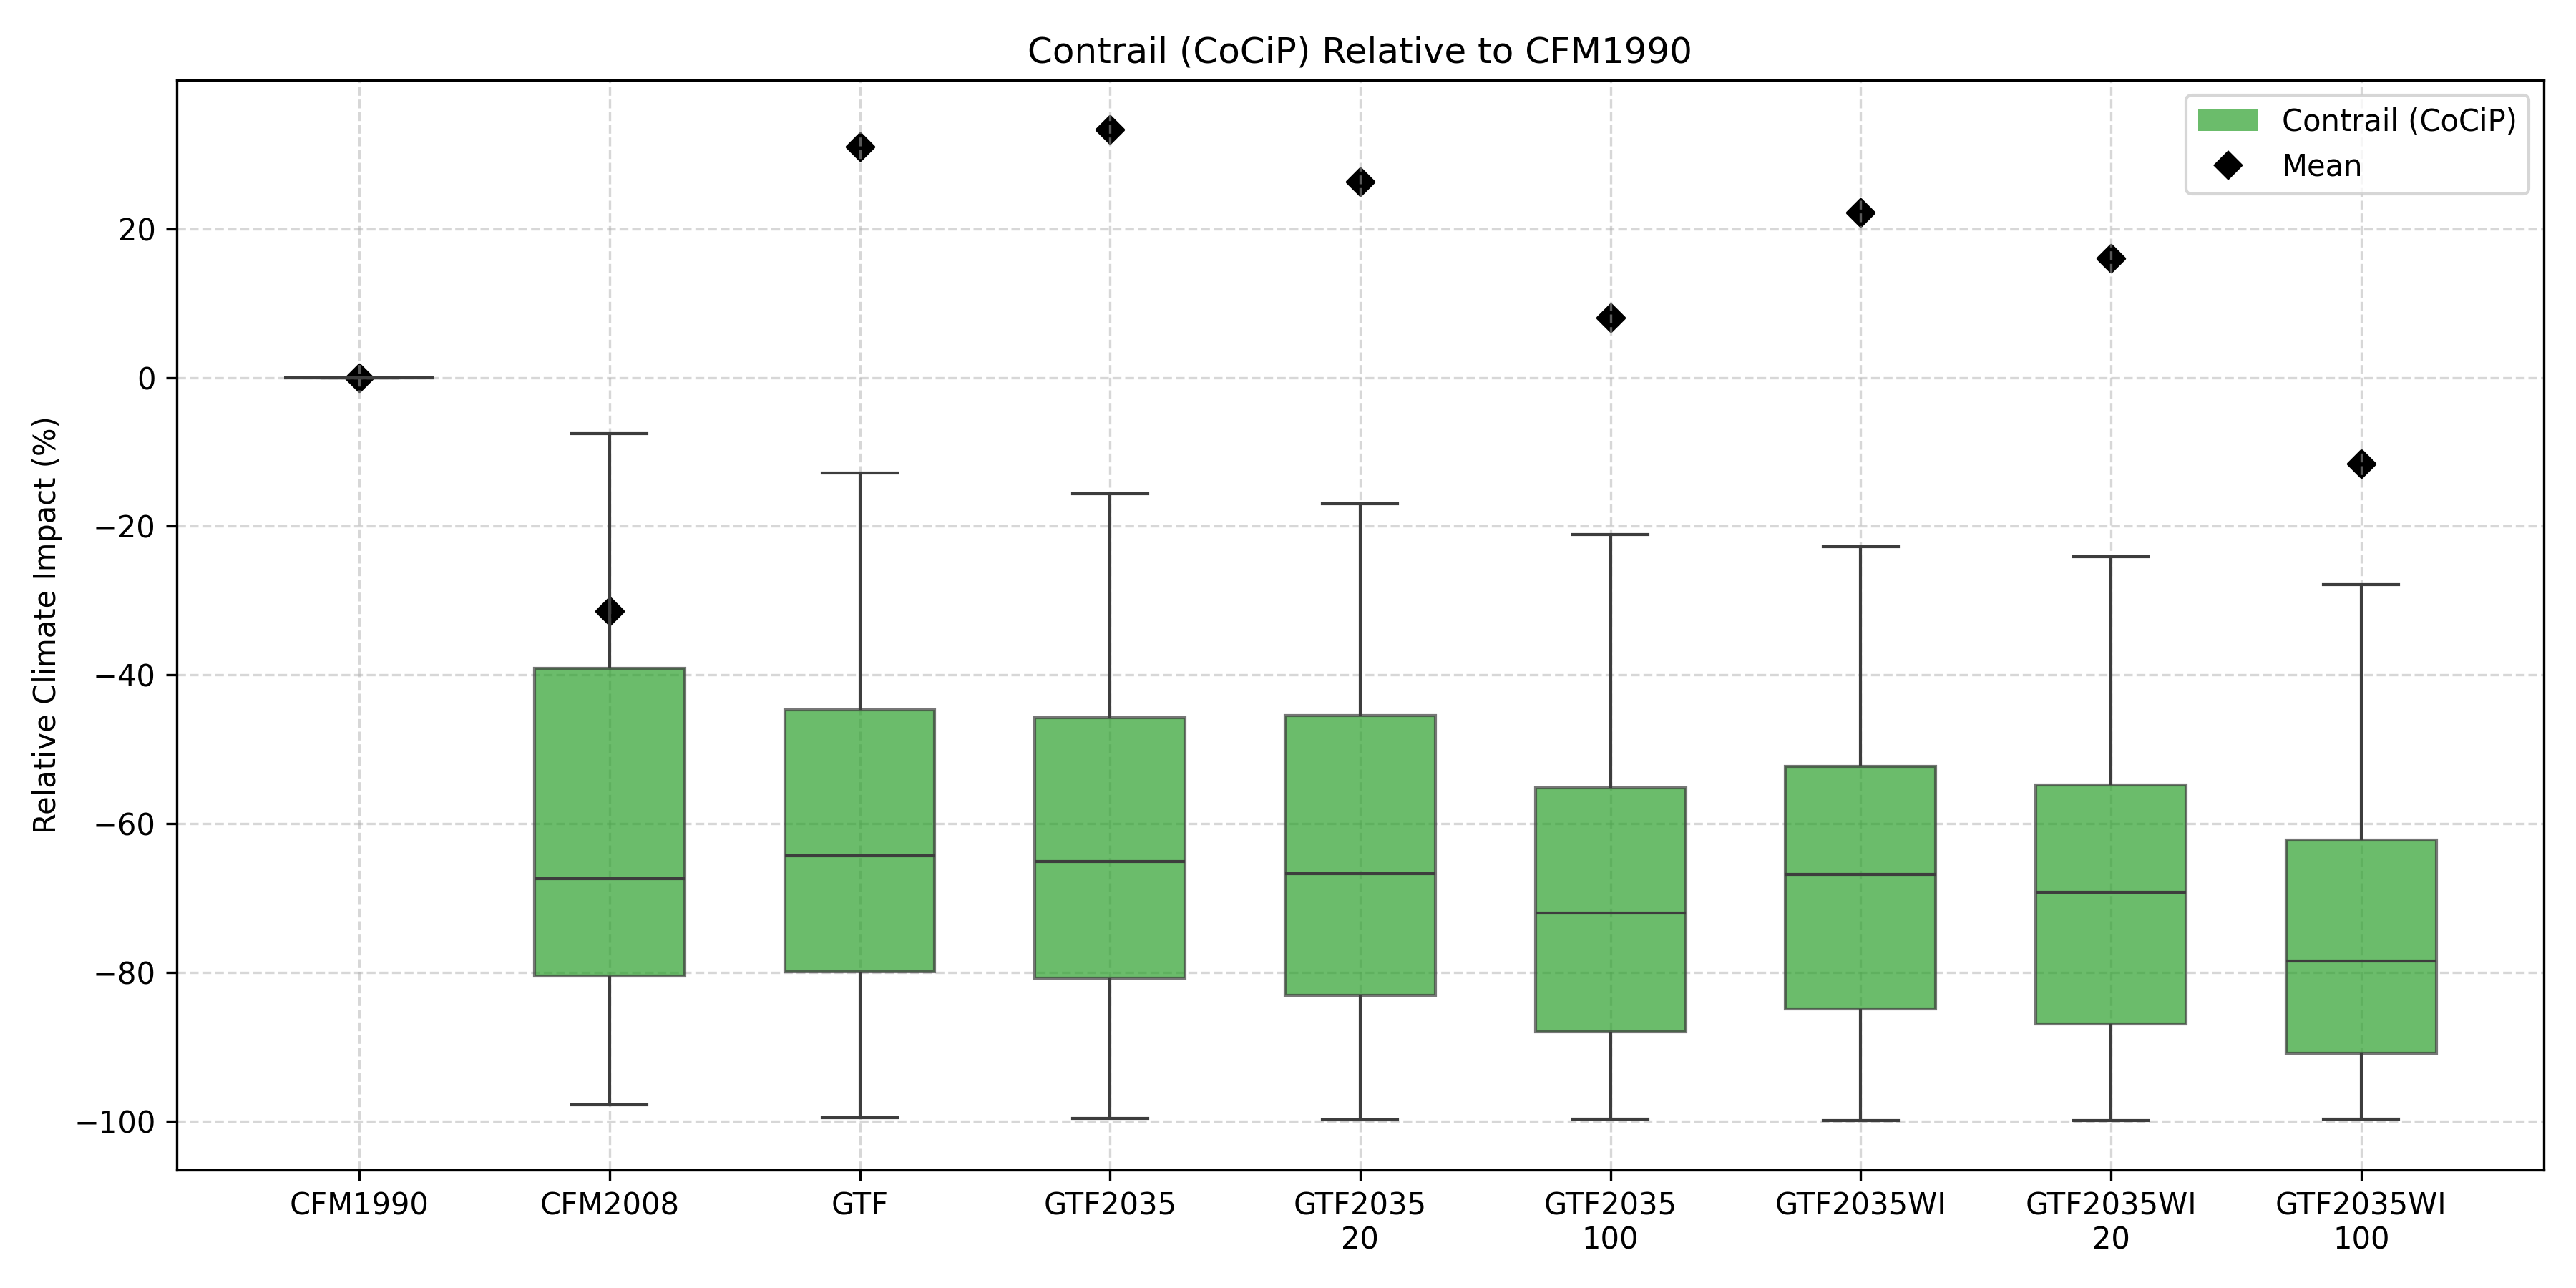 Contrail (CoCiP) Relative to CFM1990
Contrail (CoCiP)
Mean
Relative Climate Impact (%)
20
0
−20
−40
−60
−80
−100
CFM1990
CFM2008
GTF
GTF2035
GTF2035
20
GTF2035
100
GTF2035WI
GTF2035WI
20
GTF2035WI
100